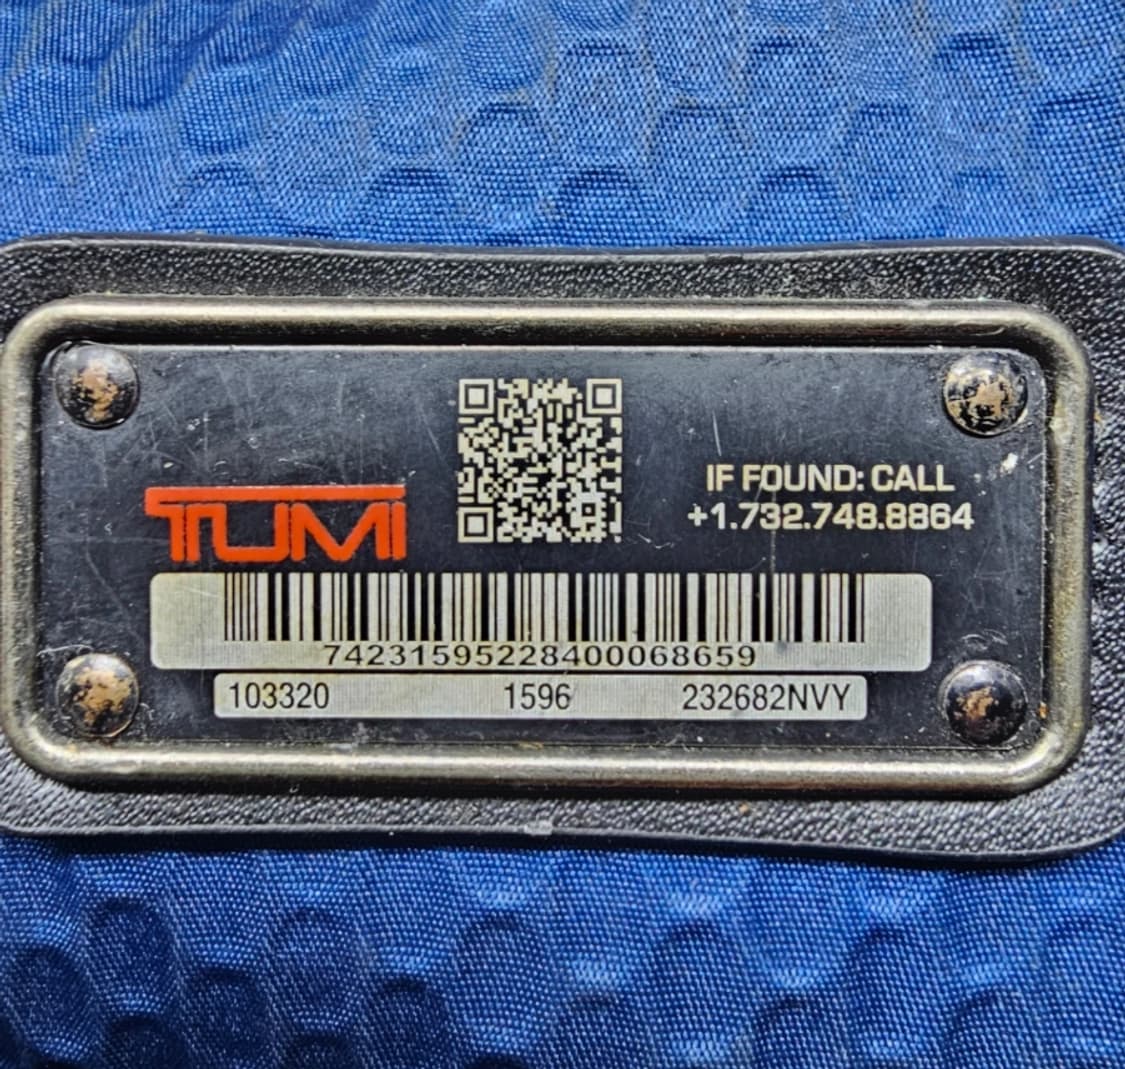 TUMI
IF FOUND: CALL
+1.732.748.8864
74231595228400068659
103320 1596 232682NVY